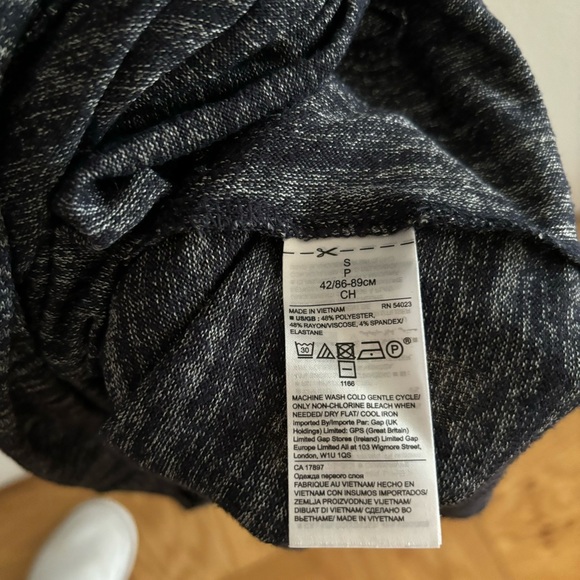 S
P
42/86-89см
CH
MADE IN VIETNAM RN 54023
■ US/GB : 48% POLYESTER,
48% RAYON/VISCOSE, 4% SPANDEX/
ELASTANE
30 P ®
1166
MACHINE WASH COLD GENTLE CYCLE/
ONLY NON-CHLORINE BLEACH WHEN
NEEDED/ DRY FLAT/ COOL IRON
Imported By/Importe Par: Gap (UK
Holdings) Limited; GPS (Great Britain)
Limited Gap Stores (Ireland) Limited Gap
Europe Limited All at 103 Wigmore Street,
London, W1U 1QS
CA 17897
Одежда первого слоя
FABRIQUE AU VIETNAM/ HECHO EN
VIETNAM CON INSUMOS IMPORTADOS/
ZEMLJA PROIZVODNJE VIJETNAM/
DIBUAT DI VIETNAM/ СДЕЛАНО ВО
ВЬЕТНАМЕ/ MADE IN VIYETNAM